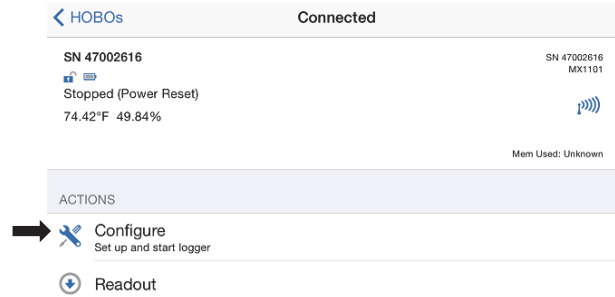 HOBOs
Connected
SN 47002616
SN 47002616
MX1101
Stopped (Power Reset)
74.42°F 49.84%
Mem Used: Unknown
ACTIONS
Configure
Set up and start logger
Readout